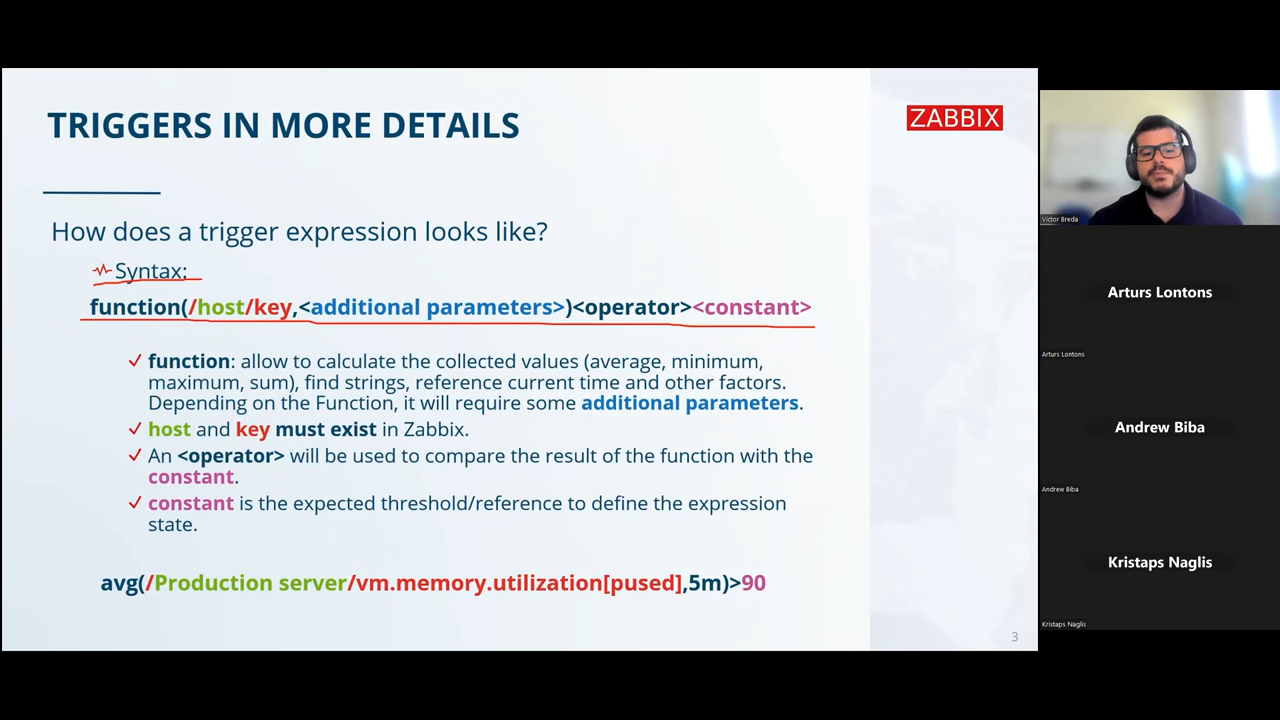 TRIGGERS IN MORE DETAILS
ZABBIX
How does a trigger expression looks like?
Syntax:
function(/host/key,<additional parameters>)<operator><constant>
function: allow to calculate the collected values (average, minimum,
maximum, sum), find strings, reference current time and other factors.
Depending on the Function, it will require some additional parameters.
host and key must exist in Zabbix.
An <operator> will be used to compare the result of the function with the
constant.
constant is the expected threshold/reference to define the expression
state.
avg(/Production server/vm.memory.utilization[pused],5m)>90
3
Victor Breda
Arturs Lontons
Arturs Lontons
Andrew Biba
Andrew Biba
Kristaps Naglis
Kristaps Naglis